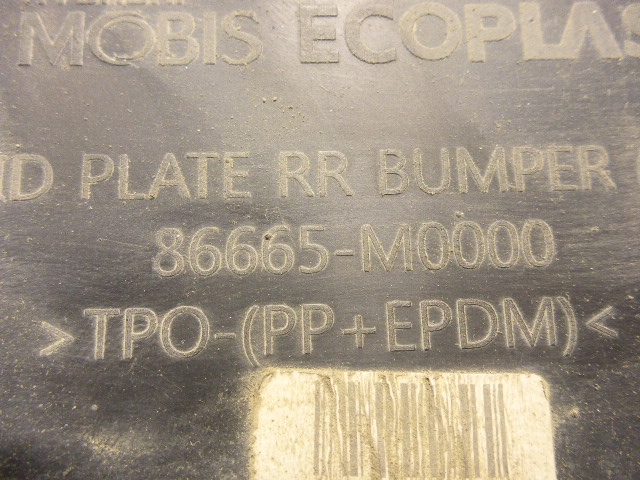 MOBIS ECOPLAS
ID PLATE RR BUMPER (
86665-M0000
>TPO-(PP+EPDM)<